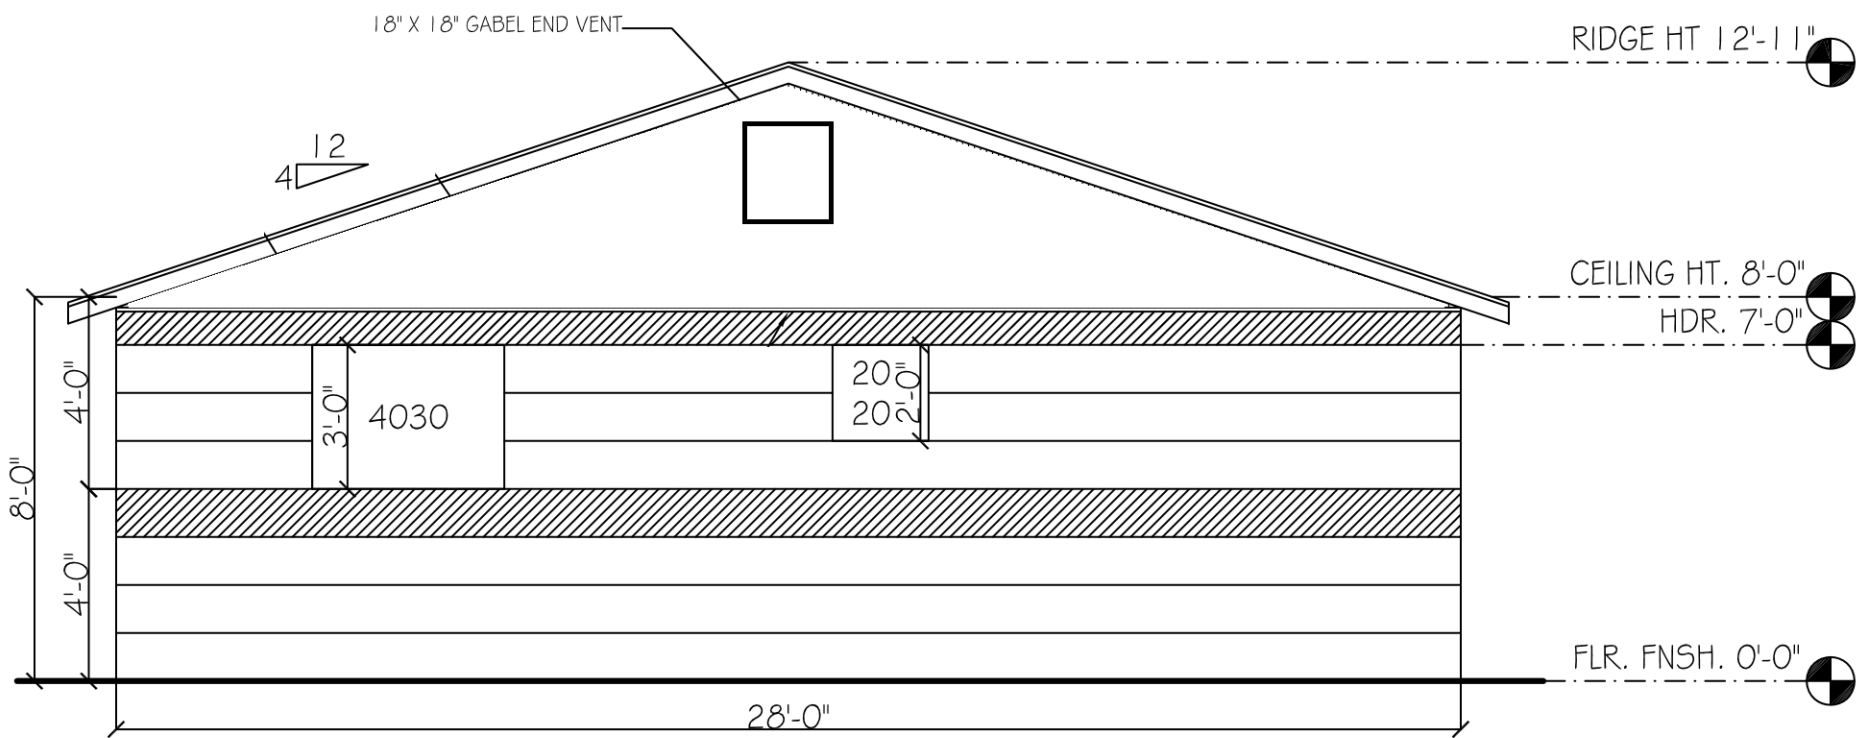 18" X 18" GABEL END VENT
RIDGE HT 12'-11"
12
4
CEILING HT. 8'-0"
HDR. 7'-0"
4'-0"
3'-0"
4030
20
20
2'-0"
8'-0"
4'-0"
FLR. FNSH. 0'-0"
28'-0"